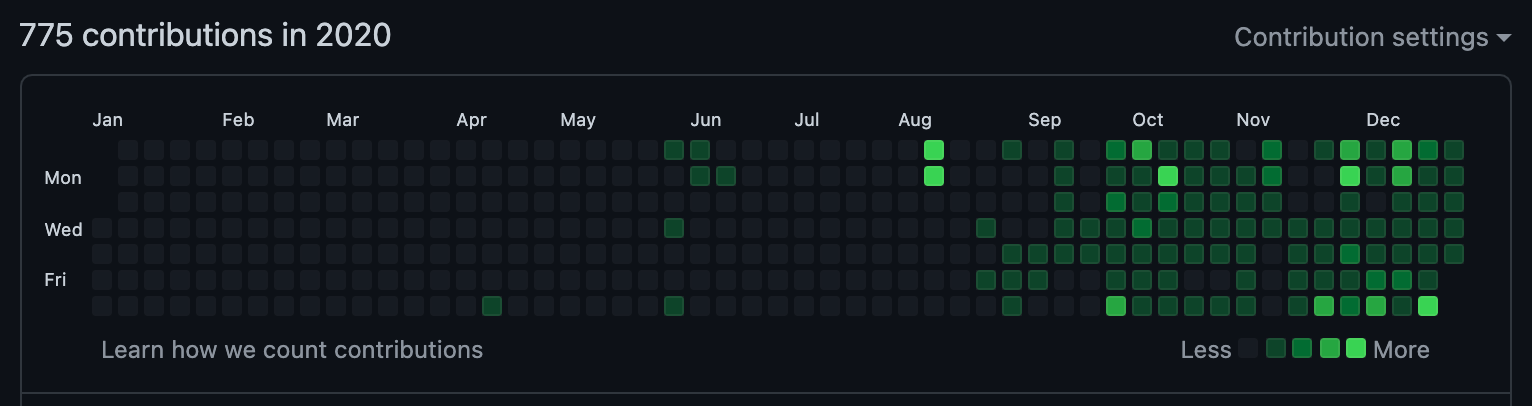 775 contributions in 2020
Contribution settings
Jan Feb Mar Apr May Jun Jul Aug Sep Oct Nov Dec
Mon
Wed
Fri
Learn how we count contributions
Less More